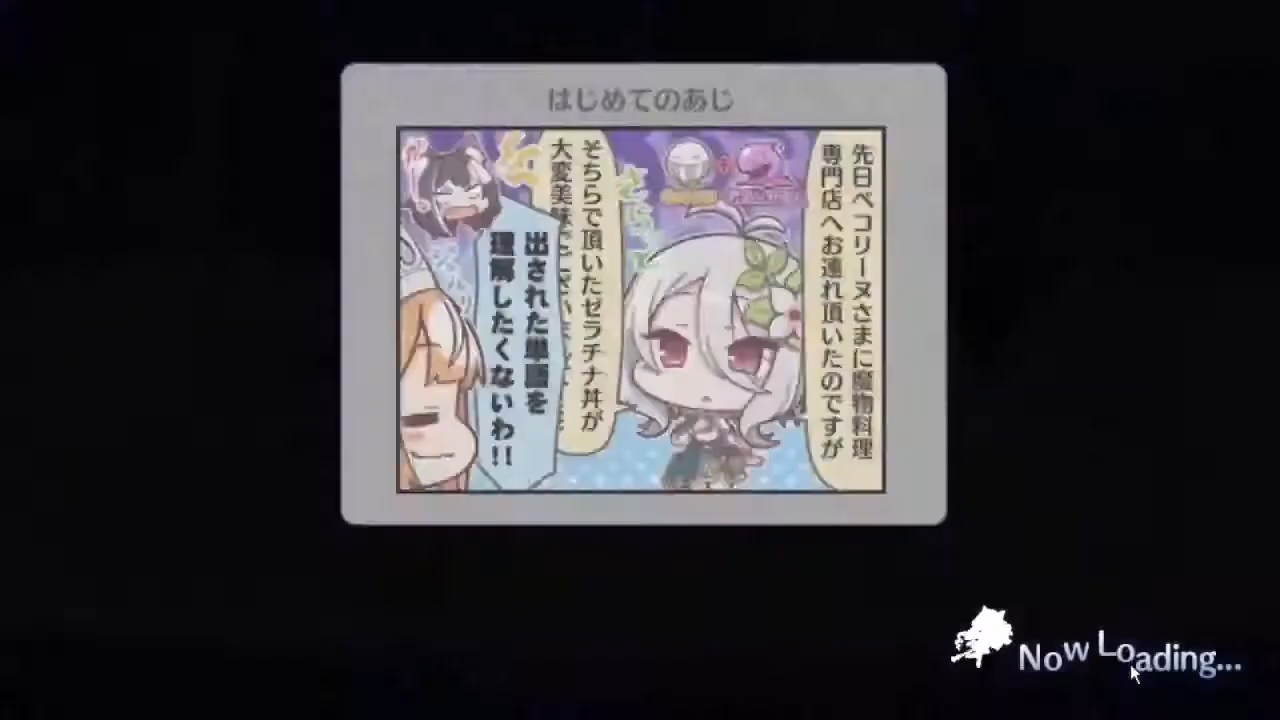 はじめてのあじ
先日ペコリーヌさまに魔物料理
専門店へお連れ頂いたのですが
そちらで頂いたゼラチナ丼が
大変美味
出された単語を
理解したくないわ!!
Now Loading...